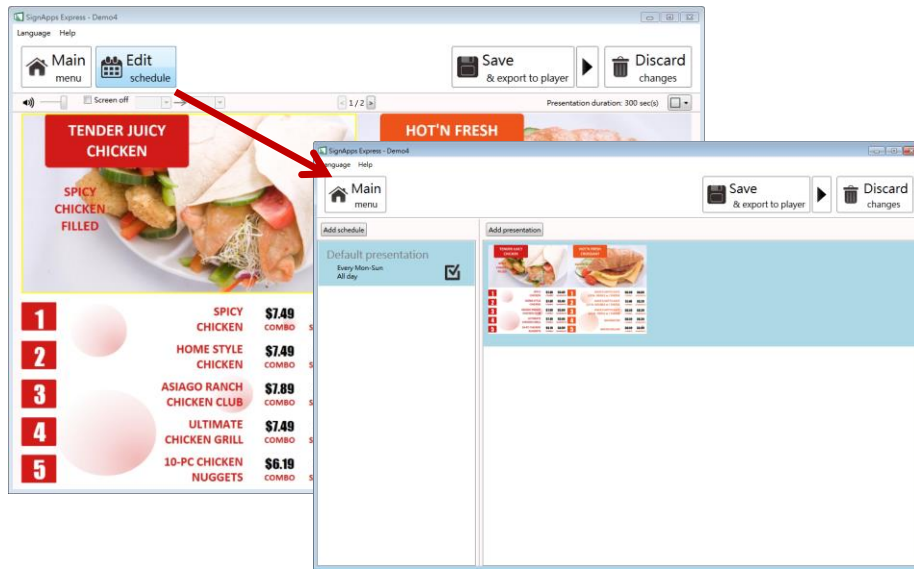 SignApps Express - Demo4
Language Help
Main menu
Edit schedule
Save & export to player
Discard changes
Screen off
1 / 2
Presentation duration: 300 sec(s)
TENDER JUICY
CHICKEN
HOT'N FRESH
SPICY
CHICKEN
FILLED
1
SPICY
CHICKEN
$7.49
COMBO
2
HOME STYLE
CHICKEN
$7.49
COMBO
3
ASIAGO RANCH
CHICKEN CLUB
$7.89
COMBO
4
ULTIMATE
CHICKEN GRILL
$7.49
COMBO
5
10-PC CHICKEN
NUGGETS
$6.19
COMBO
SignApps Express - Demo4
Language Help
Main menu
Save & export to player
Discard changes
Add schedule
Add presentation
Default presentation
Every Mon-Sun
All day